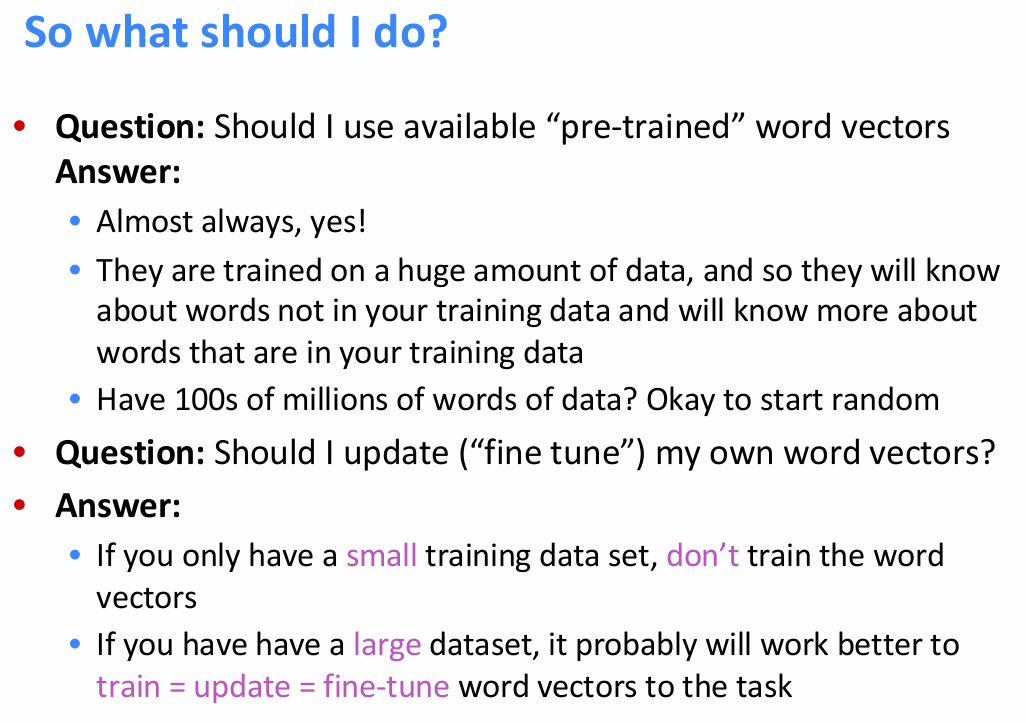 So what should I do?
• Question: Should I use available “pre-trained” word vectors
Answer:
• Almost always, yes!
• They are trained on a huge amount of data, and so they will know
about words not in your training data and will know more about
words that are in your training data
• Have 100s of millions of words of data? Okay to start random
• Question: Should I update (“fine tune”) my own word vectors?
• Answer:
• If you only have a small training data set, don’t train the word
vectors
• If you have have a large dataset, it probably will work better to
train = update = fine-tune word vectors to the task